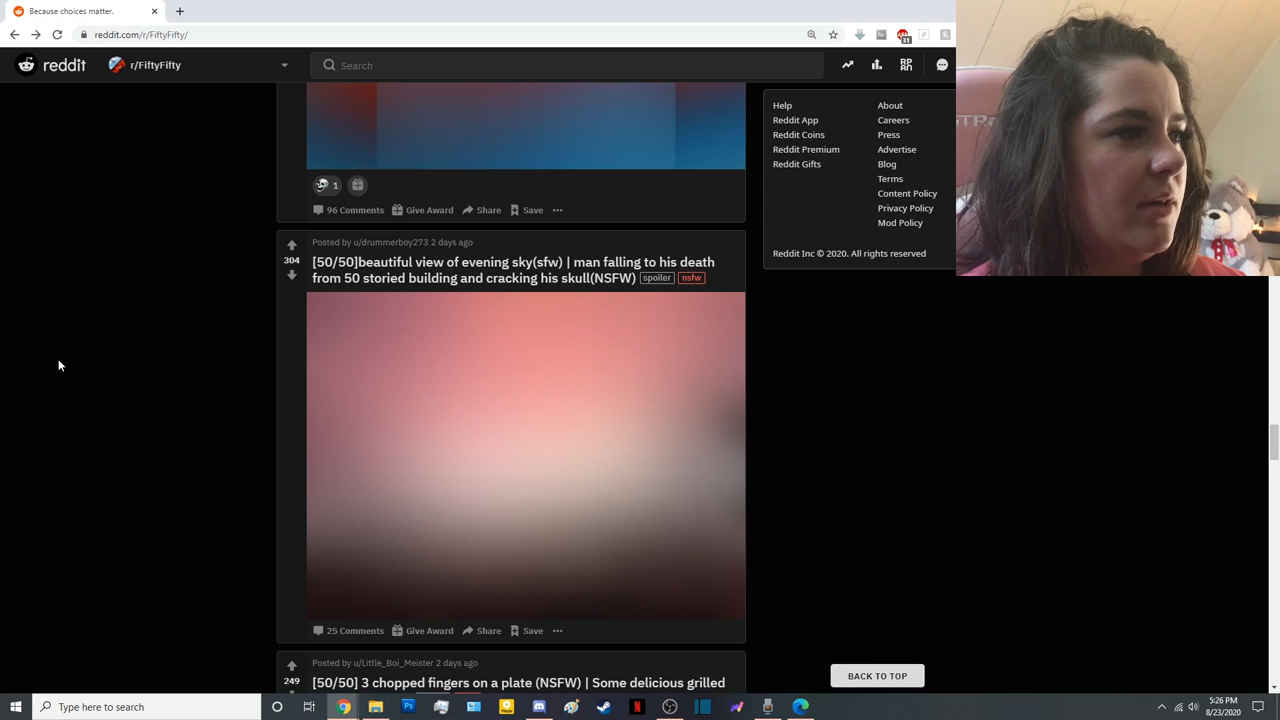 Because choices matter.
reddit.com/r/FiftyFifty/
31
reddit
r/FiftyFifty
Search
Help
About
Reddit App
Careers
Reddit Coins
Press
Reddit Premium
Advertise
Reddit Gifts
Blog
Terms
Content Policy
Privacy Policy
Mod Policy
Reddit Inc © 2020. All rights reserved
1
96 Comments Give Award Share Save
Posted by u/drummerboy273 2 days ago
304
[50/50]beautiful view of evening sky(sfw) | man falling to his death
from 50 storied building and cracking his skull(NSFW) spoiler nsfw
25 Comments Give Award Share Save
Posted by u/Little_Boi_Meister 2 days ago
249
[50/50] 3 chopped fingers on a plate (NSFW) | Some delicious grilled
BACK TO TOP
Type here to search
5:26 PM
8/23/2020